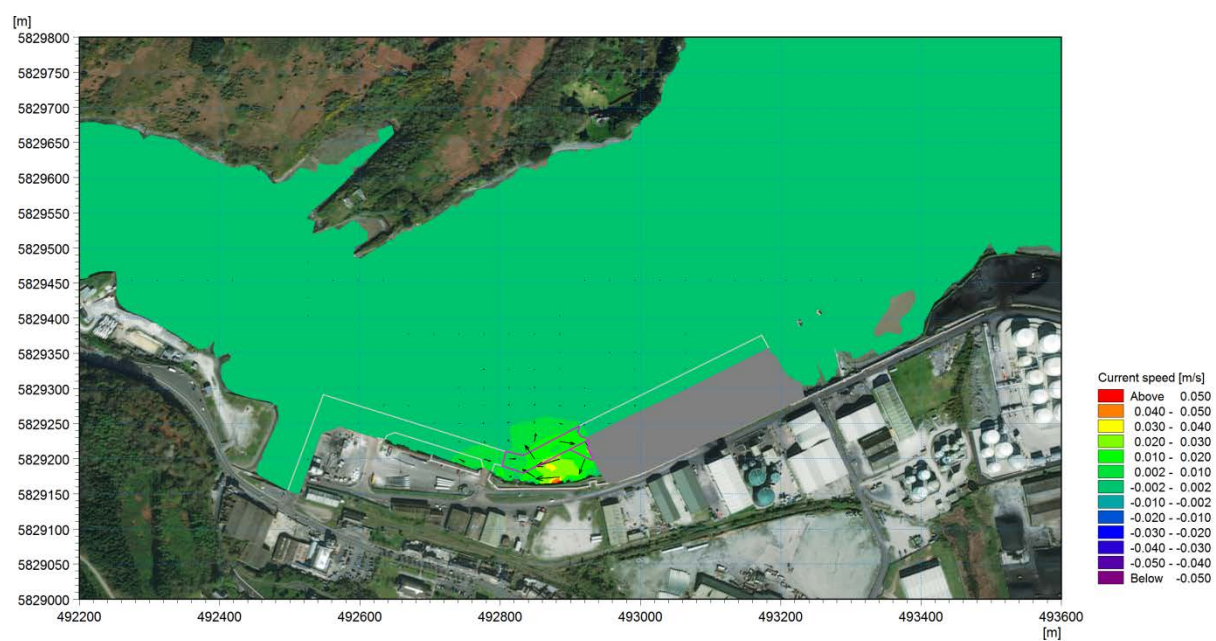 [m]
5829800
5829750
5829700
5829650
5829600
5829550
5829500
5829450
5829400
5829350
5829300
5829250
5829200
5829150
5829100
5829050
5829000
492200 492400 492600 492800 493000 493200 493400 493600
[m]
Current speed [m/s]
Above 0.050
0.040 - 0.050
0.030 - 0.040
0.020 - 0.030
0.010 - 0.020
0.002 - 0.010
-0.002 - 0.002
-0.010 - -0.002
-0.020 - -0.010
-0.030 - -0.020
-0.040 - -0.030
-0.050 - -0.040
Below -0.050